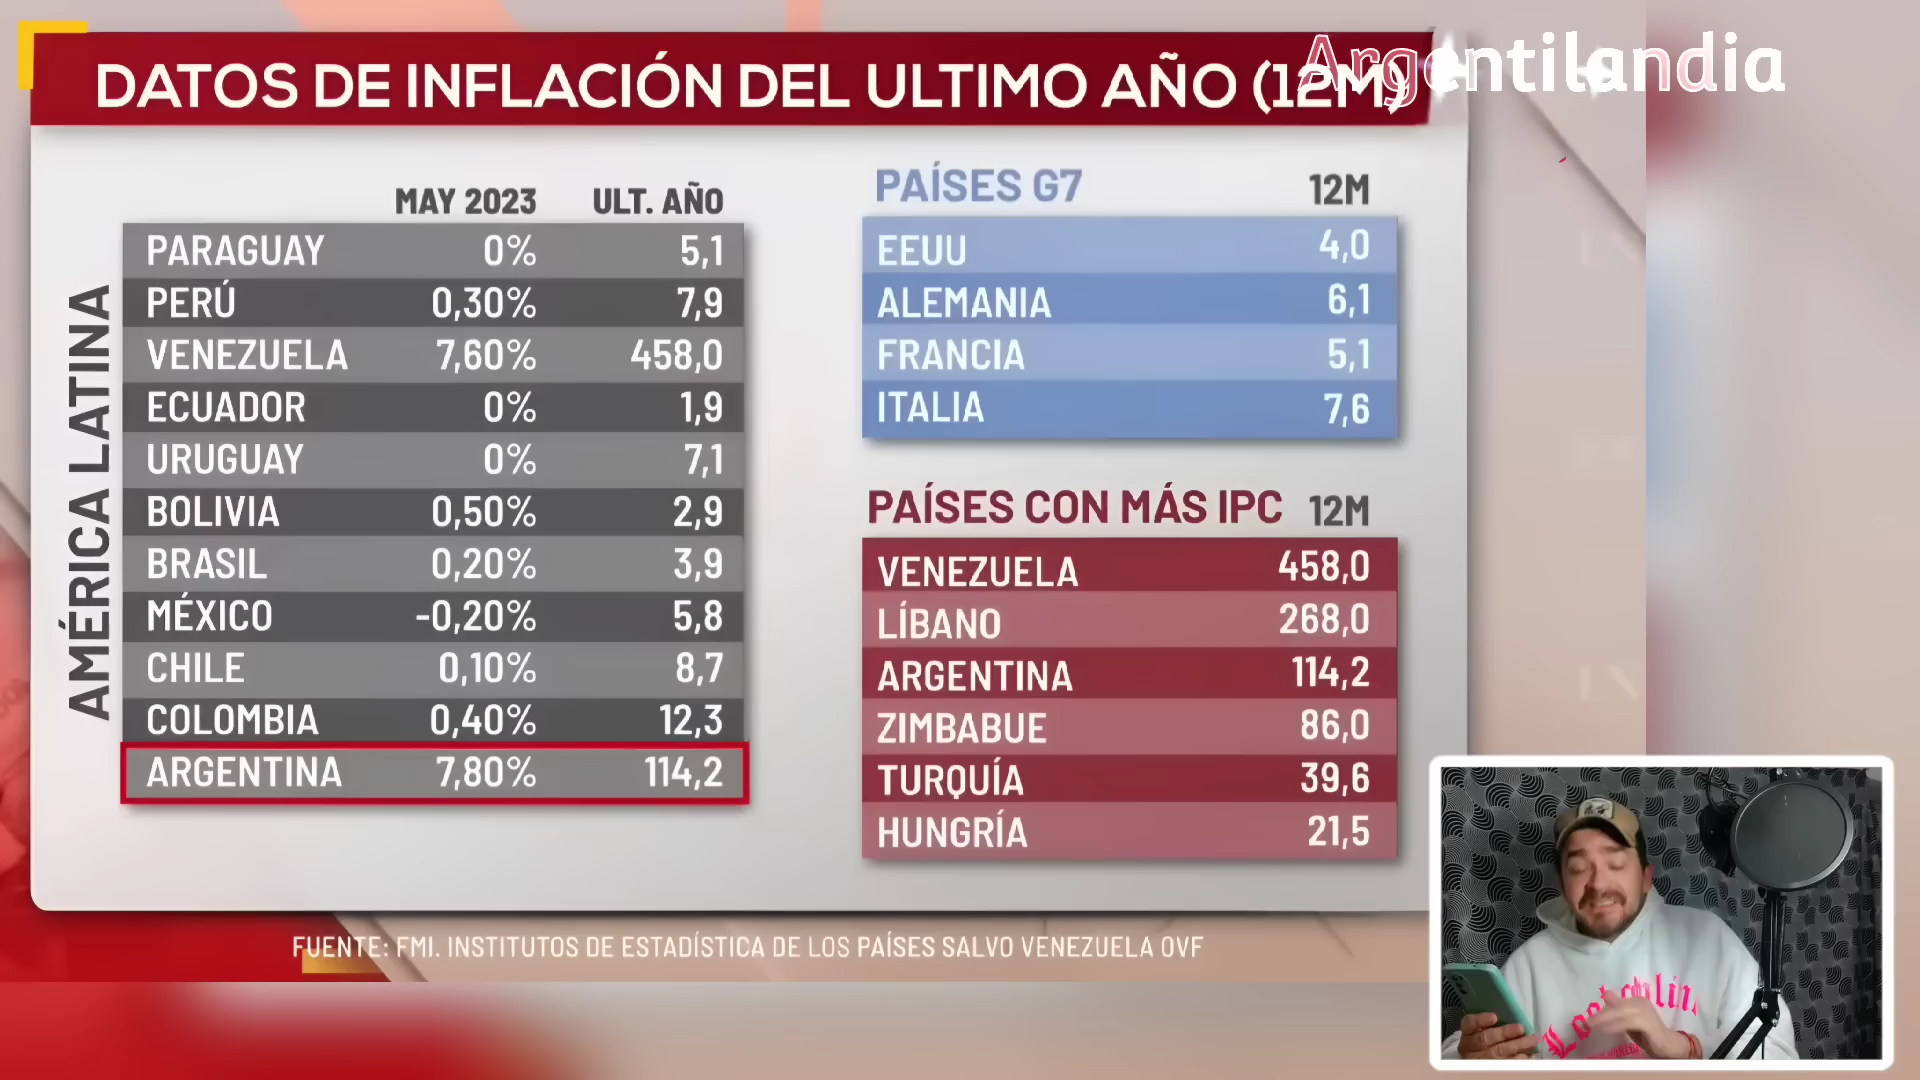 DATOS DE INFLACIÓN DEL ULTIMO AÑO (12M)
Argentilandia
AMÉRICA LATINA
MAY 2023 ULT. AÑO
PARAGUAY 0% 5,1
PERÚ 0,30% 7,9
VENEZUELA 7,60% 458,0
ECUADOR 0% 1,9
URUGUAY 0% 7,1
BOLIVIA 0,50% 2,9
BRASIL 0,20% 3,9
MÉXICO -0,20% 5,8
CHILE 0,10% 8,7
COLOMBIA 0,40% 12,3
ARGENTINA 7,80% 114,2
PAÍSES G7 12M
EEUU 4,0
ALEMANIA 6,1
FRANCIA 5,1
ITALIA 7,6
PAÍSES CON MÁS IPC 12M
VENEZUELA 458,0
LÍBANO 268,0
ARGENTINA 114,2
ZIMBABUE 86,0
TURQUÍA 39,6
HUNGRÍA 21,5
FUENTE: FMI. INSTITUTOS DE ESTADÍSTICA DE LOS PAÍSES SALVO VENEZUELA OVF